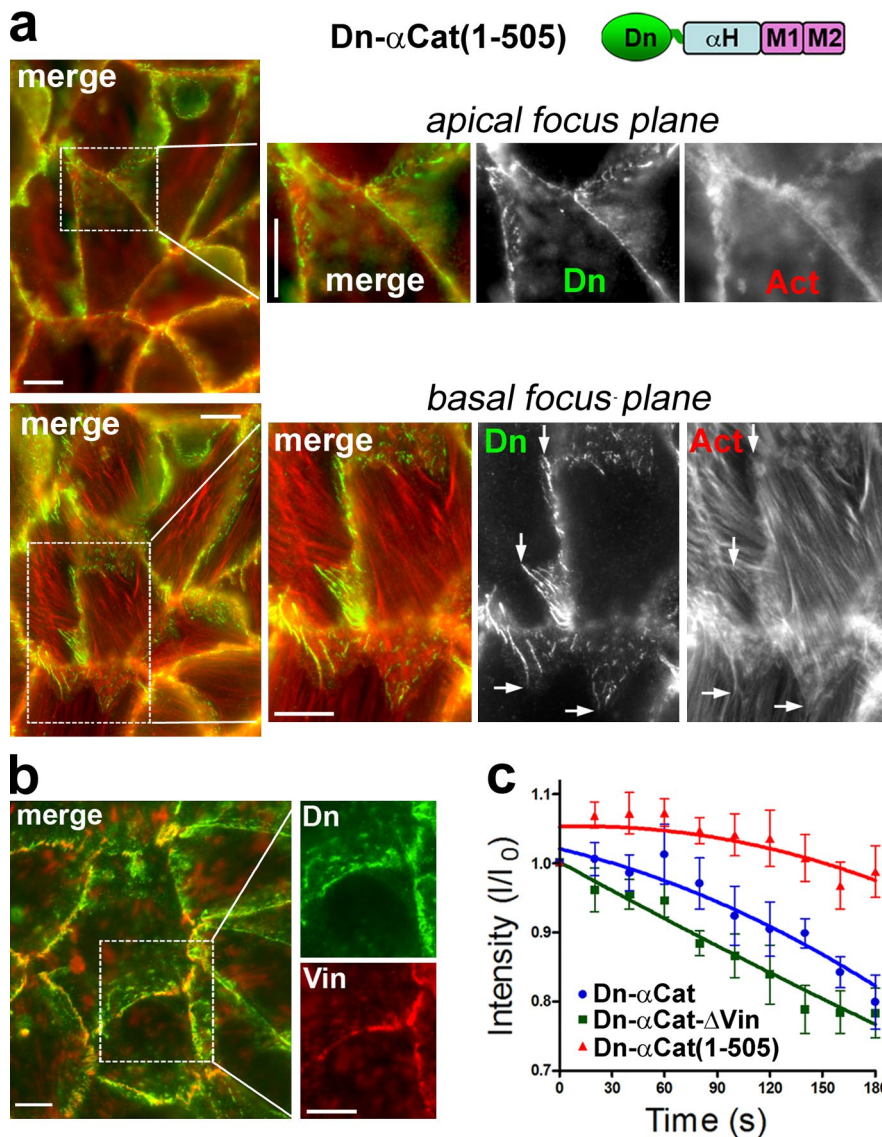 a
Dn-αCat(1-505)
Dn αH M1 M2
merge
apical focus plane
merge Dn Act
basal focus plane
merge
merge
Dn
Act
b
merge
Dn
Vin
c
Intensity (I/I0)
1.1
1.0
0.9
0.8
0.7
Dn-αCat
Dn-αCat-ΔVin
Dn-αCat(1-505)
0 30 60 90 120 150 180
Time (s)